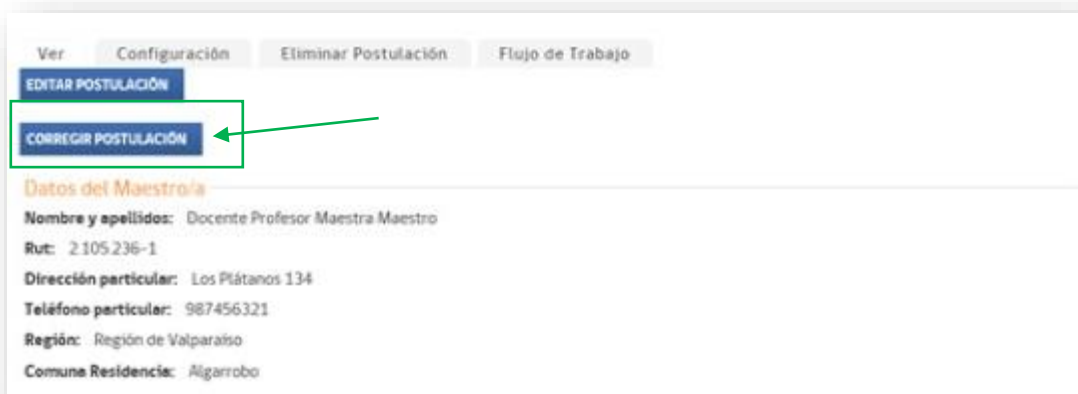 Ver Configuración Eliminar Postulación Flujo de Trabajo
EDITAR POSTULACIÓN
CORREGIR POSTULACIÓN
Datos del Maestro/a
Nombre y apellidos: Docente Profesor Maestra Maestro
Rut: 2.105.236-1
Dirección particular: Los Plátanos 134
Teléfono particular: 987456321
Región: Región de Valparaíso
Comuna Residencia: Algarrobo